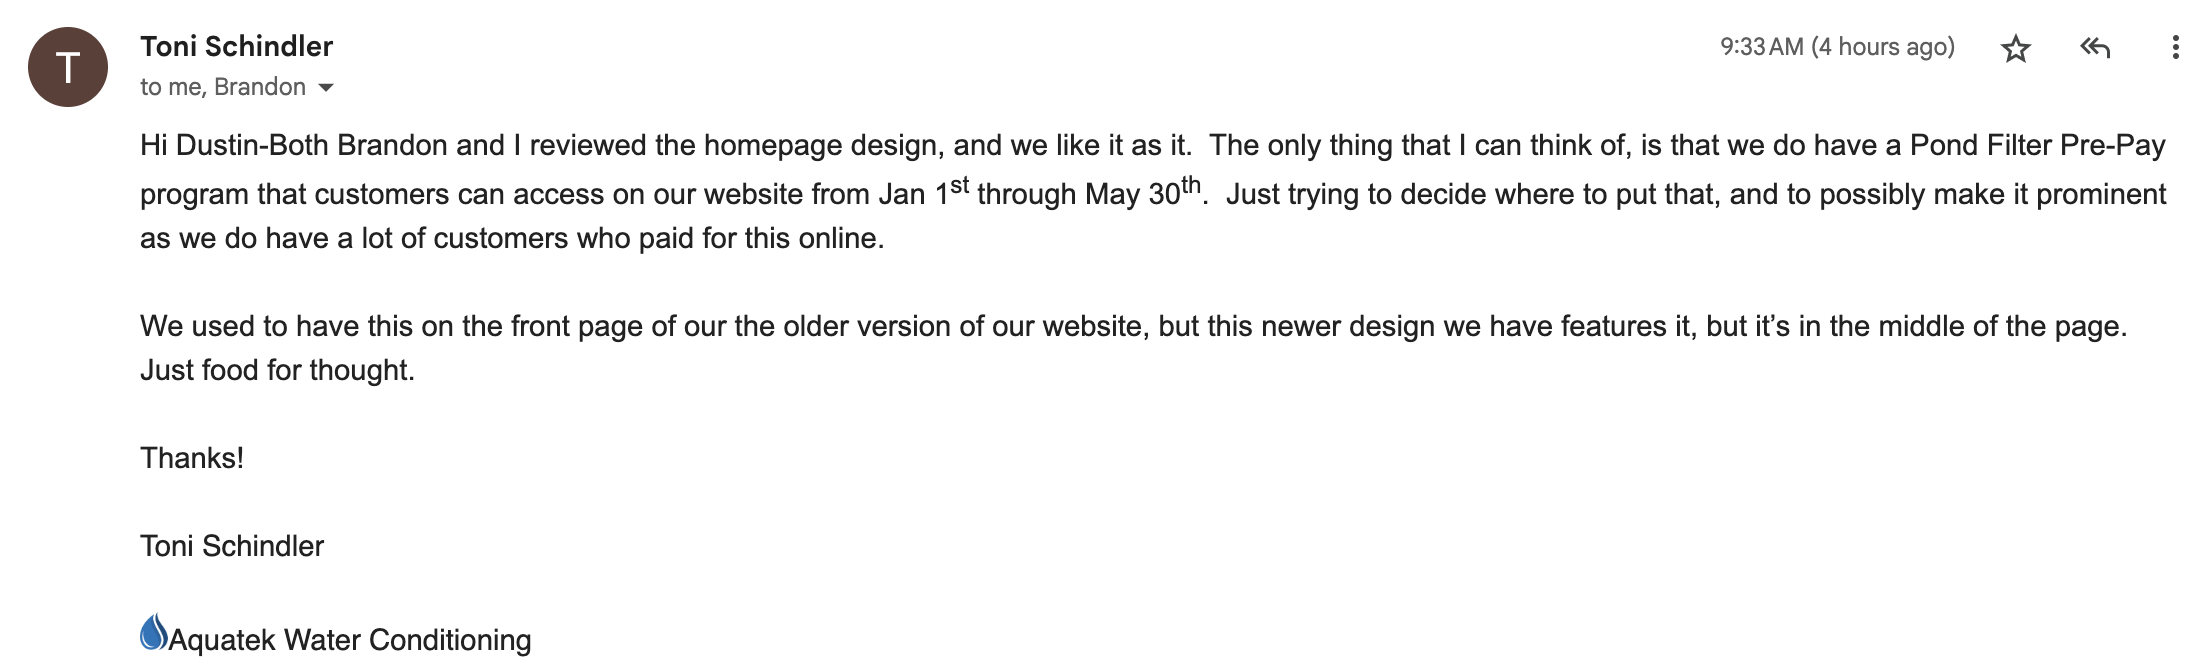 T
Toni Schindler
9:33 AM (4 hours ago)
to me, Brandon
Hi Dustin-Both Brandon and I reviewed the homepage design, and we like it as it.  The only thing that I can think of, is that we do have a Pond Filter Pre-Pay
program that customers can access on our website from Jan 1st through May 30th.  Just trying to decide where to put that, and to possibly make it prominent
as we do have a lot of customers who paid for this online.
We used to have this on the front page of our the older version of our website, but this newer design we have features it, but it’s in the middle of the page.
Just food for thought.
Thanks!
Toni Schindler
Aquatek Water Conditioning